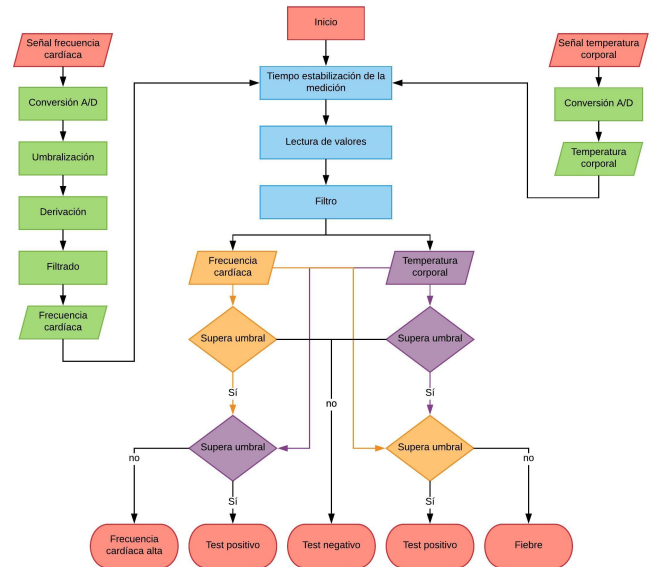 Inicio
Señal frecuencia
cardíaca
Señal temperatura
corporal
Tiempo estabilización de la
medición
Conversión A/D
Conversión A/D
Lectura de valores
Umbralización
Temperatura
corporal
Filtro
Derivación
Filtrado
Frecuencia
cardíaca
Temperatura
corporal
Frecuencia
cardíaca
Supera umbral
Supera umbral
Sí
no
Sí
Supera umbral
Supera umbral
no
no
Sí
Sí
Frecuencia
cardíaca alta
Test positivo
Test negativo
Test positivo
Fiebre